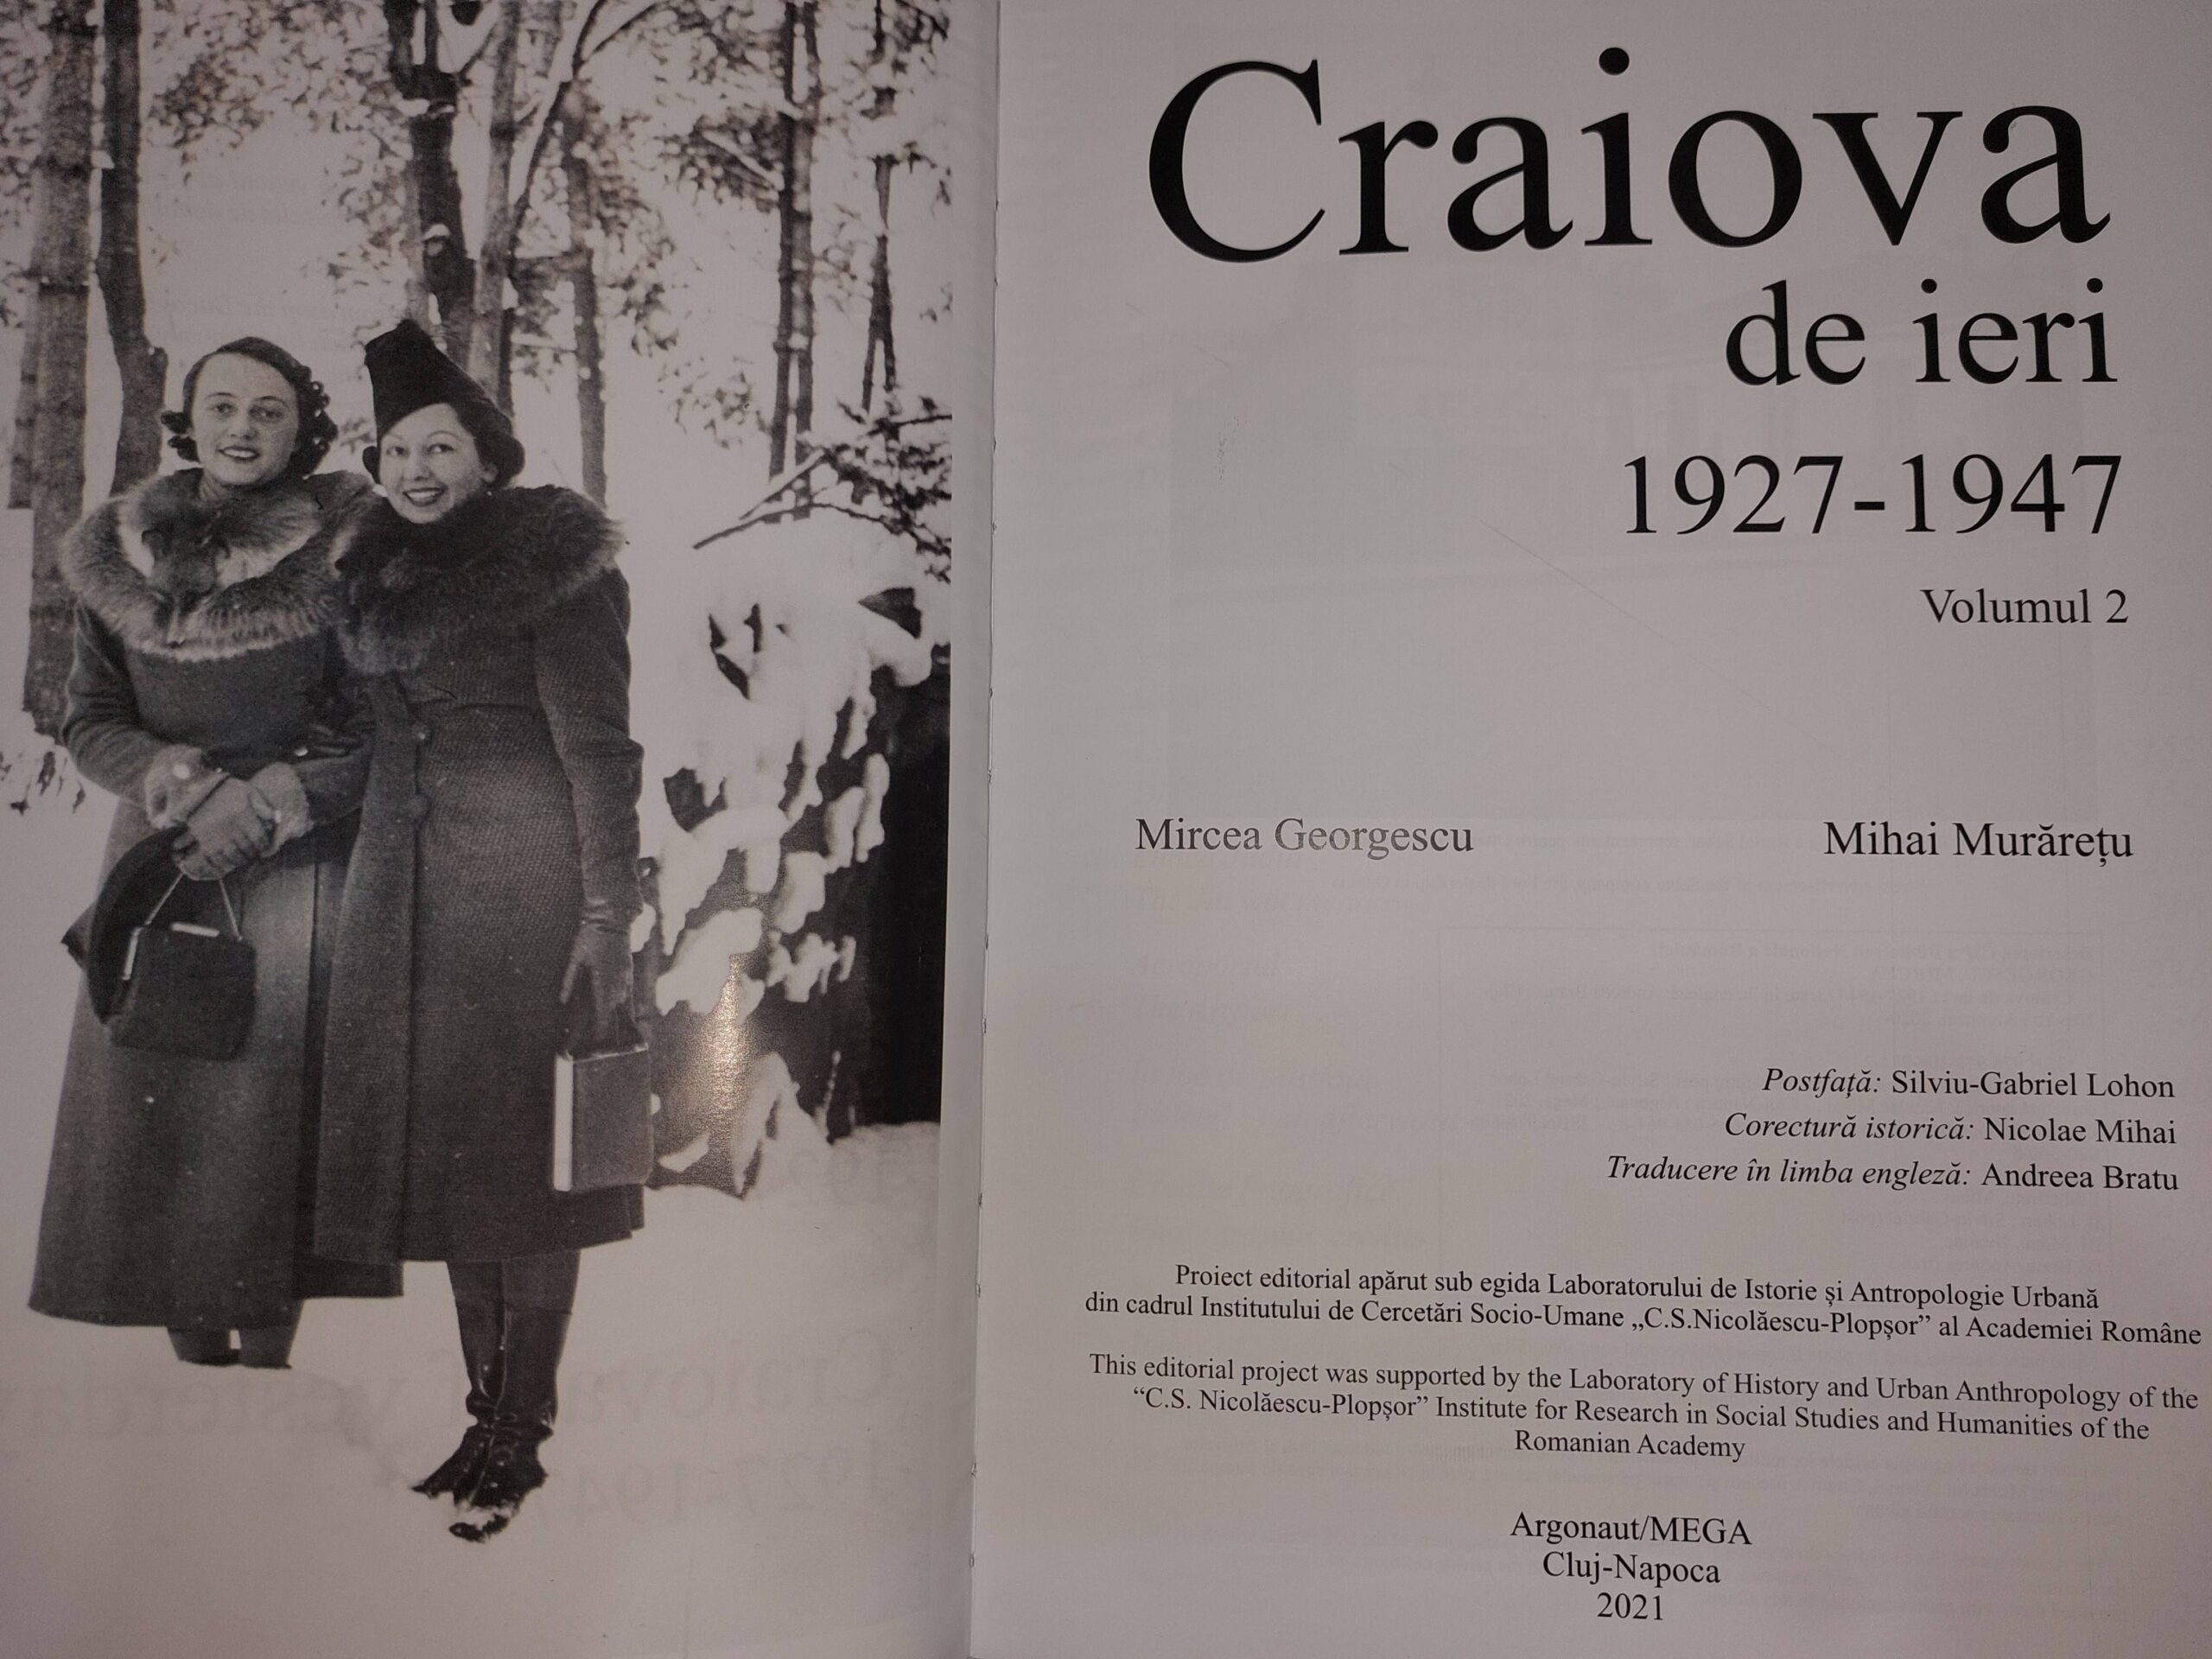 Craiova
de ieri
1927-1947
Volumul 2
Mircea Georgescu
Mihai Murărețu
Postfață: Silviu-Gabriel Lohon
Corectură istorică: Nicolae Mihai
Traducere în limba engleză: Andreea Bratu
Proiect editorial apărut sub egida Laboratorului de Istorie și Antropologie Urbană
din cadrul Institutului de Cercetări Socio-Umane „C.S.Nicolăescu-Plopșor” al Academiei Române
This editorial project was supported by the Laboratory of History and Urban Anthropology of the
“C.S. Nicolăescu-Plopșor” Institute for Research in Social Studies and Humanities of the
Romanian Academy
Argonaut/MEGA
Cluj-Napoca
2021